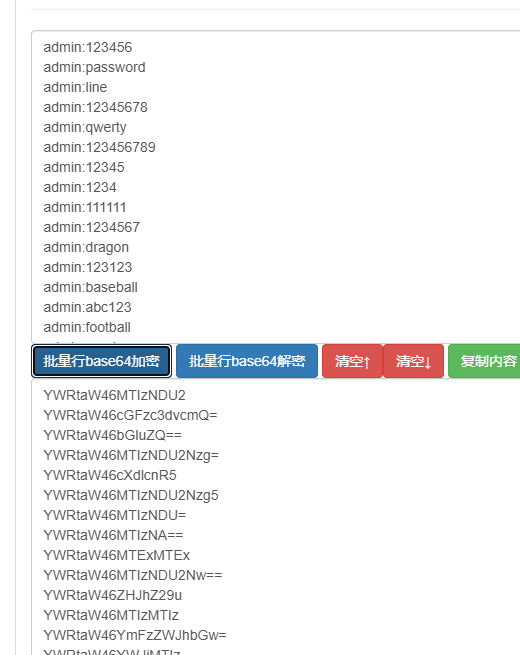 admin:123456
admin:password
admin:line
admin:12345678
admin:qwerty
admin:123456789
admin:12345
admin:1234
admin:111111
admin:1234567
admin:dragon
admin:123123
admin:baseball
admin:abc123
admin:football
批量行base64加密 批量行base64解密 清空↑ 清空↓ 复制内容
YWRtaW46MTIzNDU2
YWRtaW46cGFzc3dvcmQ=
YWRtaW46bGluZQ==
YWRtaW46MTIzNDU2Nzg=
YWRtaW46cXdlcnR5
YWRtaW46MTIzNDU2Nzg5
YWRtaW46MTIzNDU=
YWRtaW46MTIzNA==
YWRtaW46MTExMTEx
YWRtaW46MTIzNDU2Nw==
YWRtaW46ZHJhZ29u
YWRtaW46MTIzMTIz
YWRtaW46YmFzZWJhbGw=
YWRtaW46YWJjMTIz